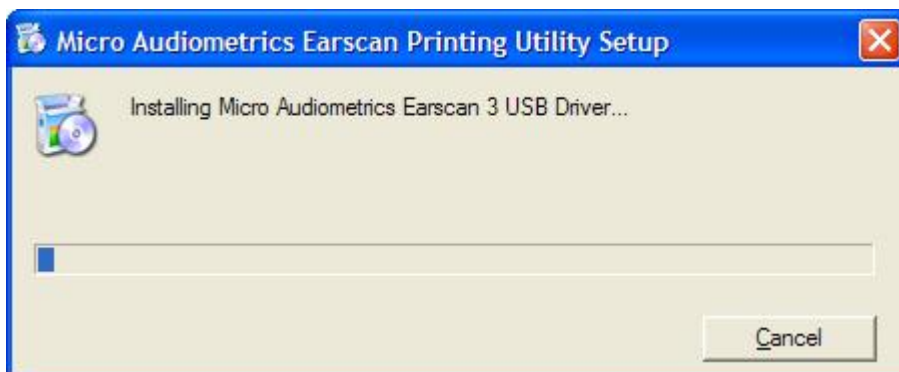 Micro Audiometrics Earscan Printing Utility Setup
Installing Micro Audiometrics Earscan 3 USB Driver...
Cancel